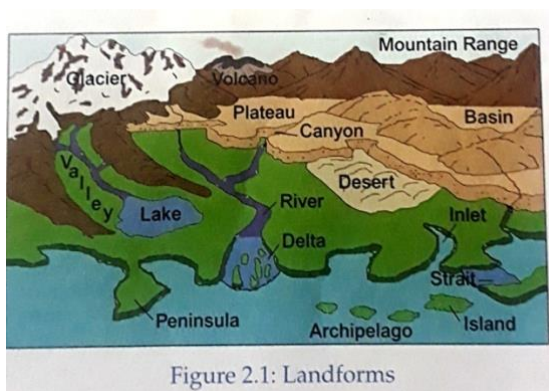 Mountain Range
Glacier
Volcano
Plateau
Basin
Canyon
Valley
Desert
Lake
River
Inlet
Delta
Strait
Peninsula
Archipelago
Island
Figure 2.1: Landforms